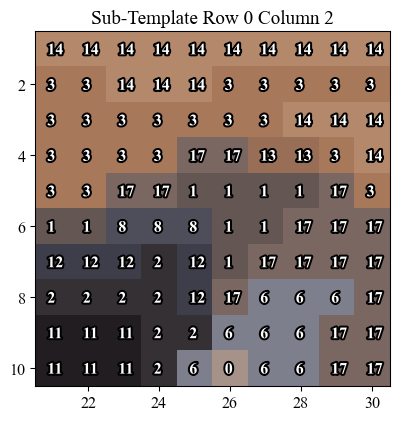 Sub-Template Row 0 Column 2
14 14 14 14 14 14 14 14 14 14
2 3 3 14 14 14 3 3 3 3 3
3 3 3 3 3 3 3 14 14 14
4 3 3 3 3 17 17 13 13 3 14
3 3 17 17 1 1 1 1 17 3
6 1 1 8 8 8 1 1 17 17 17
12 12 12 2 12 1 17 17 17 17
8 2 2 2 2 12 17 6 6 6 17
11 11 11 2 2 6 6 6 17 17
10 11 11 11 2 6 0 6 6 17 17
22 24 26 28 30